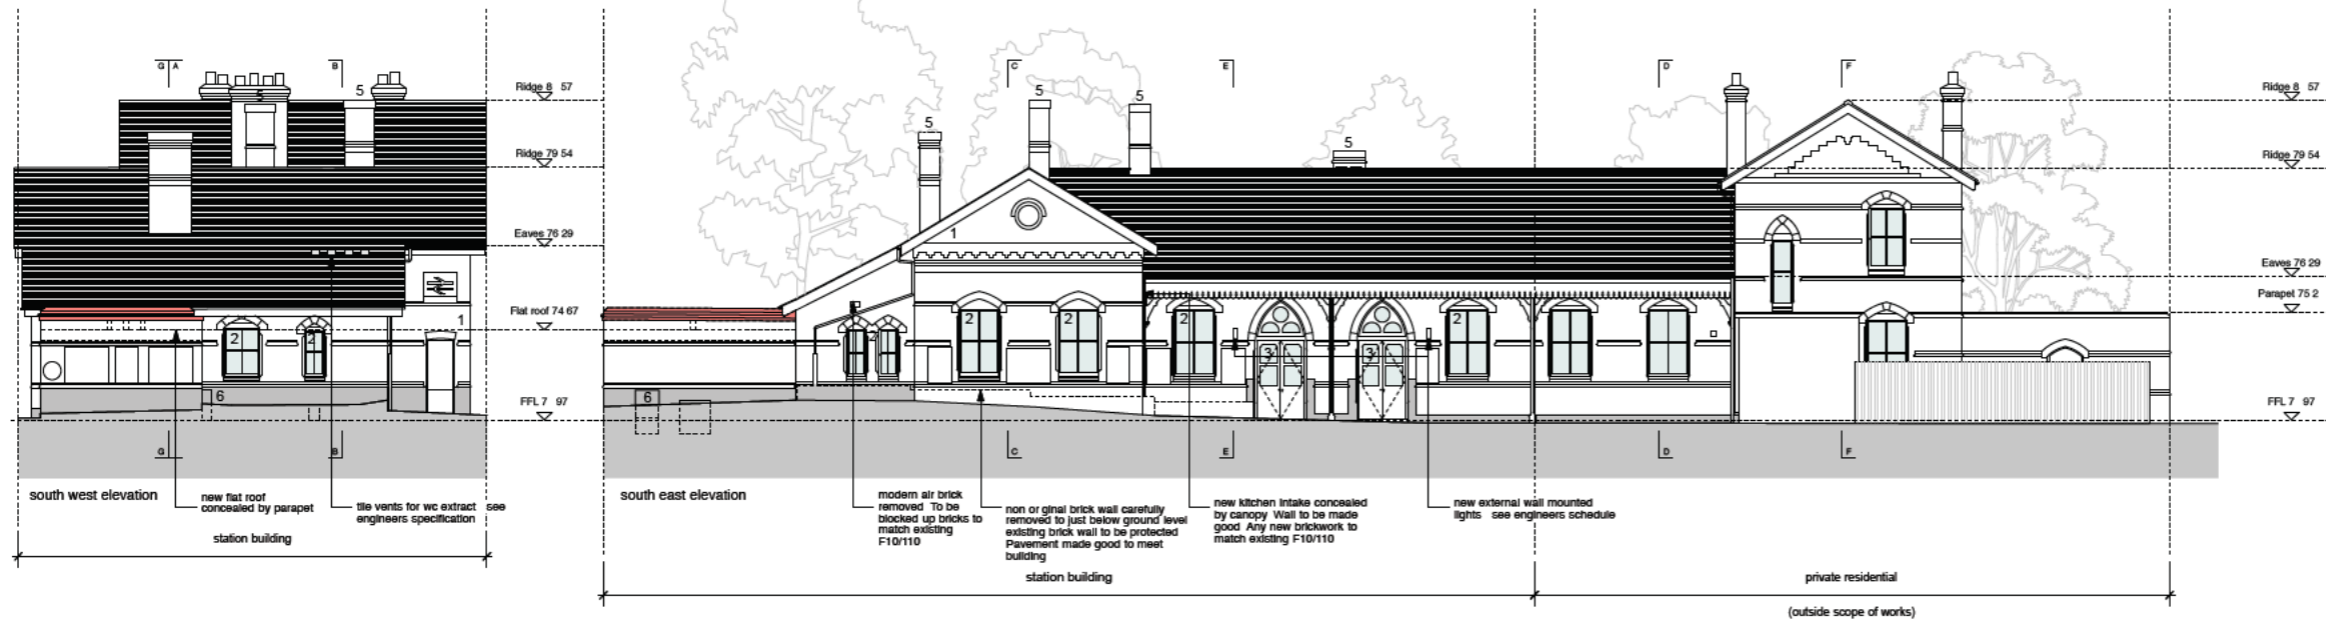 G A
B
5
5
Ridge 8 57
Ridge 79 54
Eaves 76 29
Flat roof 74 67
FFL 7 97
1
2
2
6
G
B
south west elevation
new flat roof
concealed by parapet
tile vents for wc extract see
engineers specification
station building
C
E
D
F
5
5
5
5
1
2
2
2
2
2
3
3
6
C
E
D
F
Ridge 8 57
Ridge 79 54
Eaves 76 29
Parapet 75 2
FFL 7 97
south east elevation
modern air brick
removed To be
blocked up bricks to
match existing
F10/110
non or ginal brick wall carefully
removed to just below ground level
existing brick wall to be protected
Pavement made good to meet
building
new kitchen intake concealed
by canopy Wall to be made
good Any new brickwork to
match existing F10/110
new external wall mounted
lights see engineers schedule
station building
private residential
(outside scope of works)